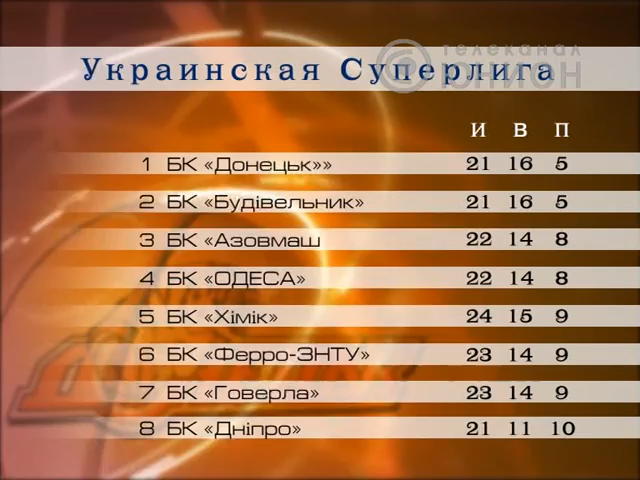 телеканал
ЮНИОН
Украинская Суперлига
И В П
1 БК «Донецьк»» 21 16 5
2 БК «Будівельник» 21 16 5
3 БК «Азовмаш 22 14 8
4 БК «ОДЕСА» 22 14 8
5 БК «Хімік» 24 15 9
6 БК «Ферро-ЗНТУ» 23 14 9
7 БК «Говерла» 23 14 9
8 БК «Дніпро» 21 11 10